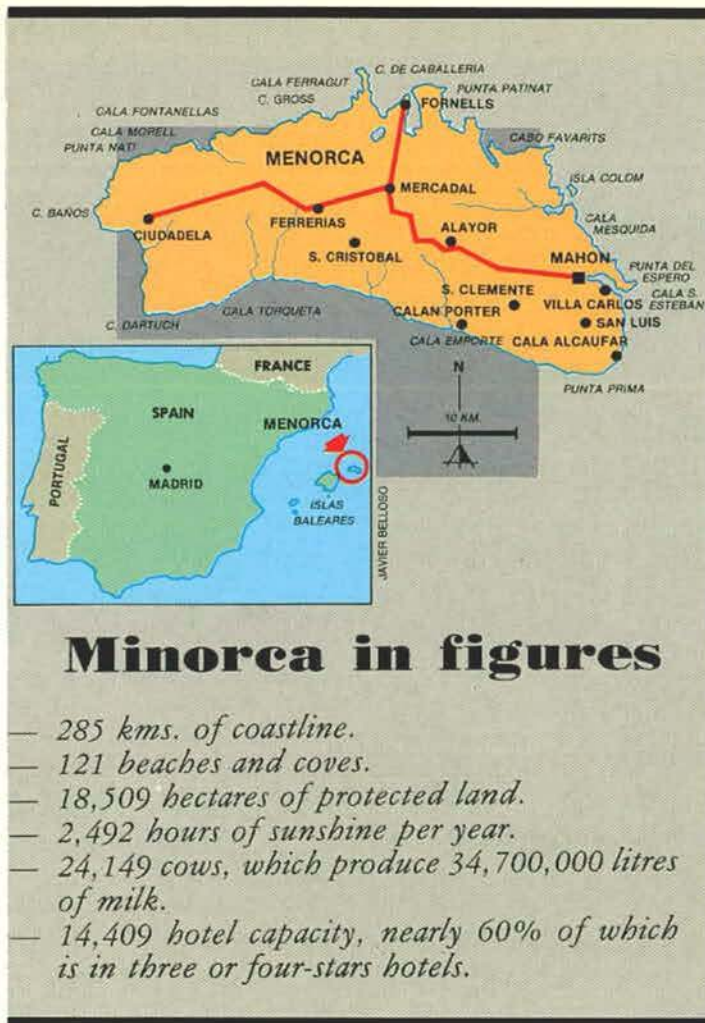 C. DE CABALLERIA
CALA FERRAGUT
PUNTA PATINAT
C. GROSS
FORNELLS
CALA FONTANELLAS
CALA MORELL
PUNTA NATI
CABO FAVARITS
MENORCA
ISLA COLOM
MERCADAL
C. BAÑOS
FERRERIAS
CALA
MESQUIDA
CIUDADELA
ALAYOR
S. CRISTOBAL
MAHON
PUNTA DEL
ESPERO
S. CLEMENTE
VILLA CARLOS
CALA S.
ESTEBAN
C. DARTUCH
CALA TORQUETA
CALAN PORTER
SAN LUIS
CALA EMPORTE
CALA ALCAUFAR
PUNTA PRIMA
N
10 KM.
FRANCE
SPAIN
MENORCA
PORTUGAL
MADRID
ISLAS
BALEARES
JAVIER BELLOSO
Minorca in figures
— 285 kms. of coastline.
— 121 beaches and coves.
— 18,509 hectares of protected land.
— 2,492 hours of sunshine per year.
— 24,149 cows, which produce 34,700,000 litres
of milk.
— 14,409 hotel capacity, nearly 60% of which
is in three or four-stars hotels.